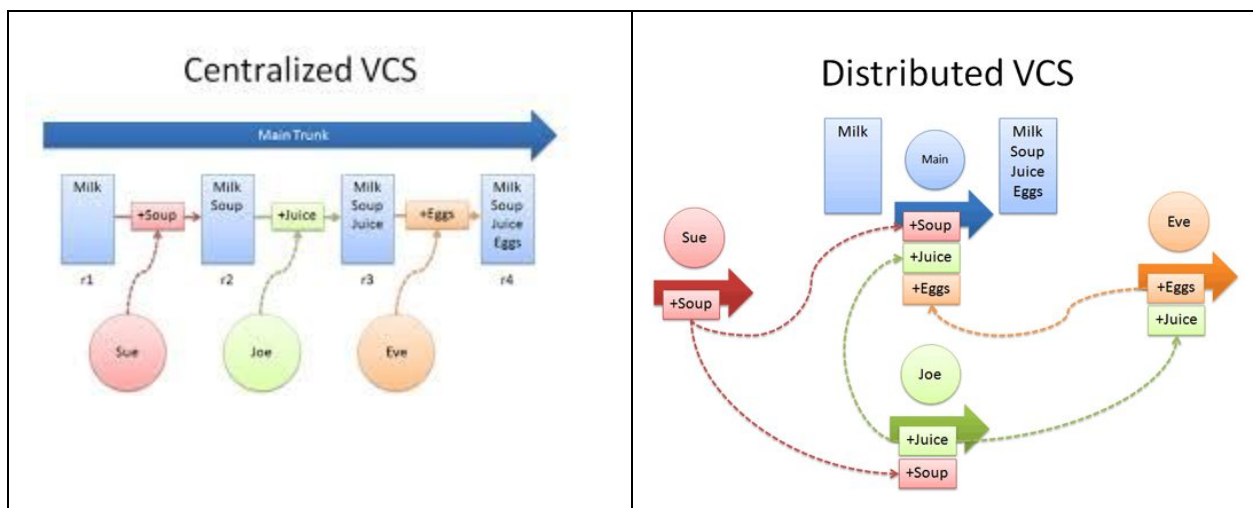 Centralized VCS
Main Trunk
Milk
+Soup
Milk
Soup
+Juice
Milk
Soup
Juice
+Eggs
Milk
Soup
Juice
Eggs
r1
r2
r3
r4
Sue
Joe
Eve
Distributed VCS
Milk
Main
Milk
Soup
Juice
Eggs
Sue
+Soup
+Soup
+Juice
+Eggs
Eve
+Eggs
+Juice
Joe
+Juice
+Soup